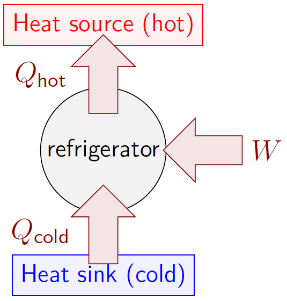 Heat source (hot)
Q_hot
refrigerator
W
Q_cold
Heat sink (cold)